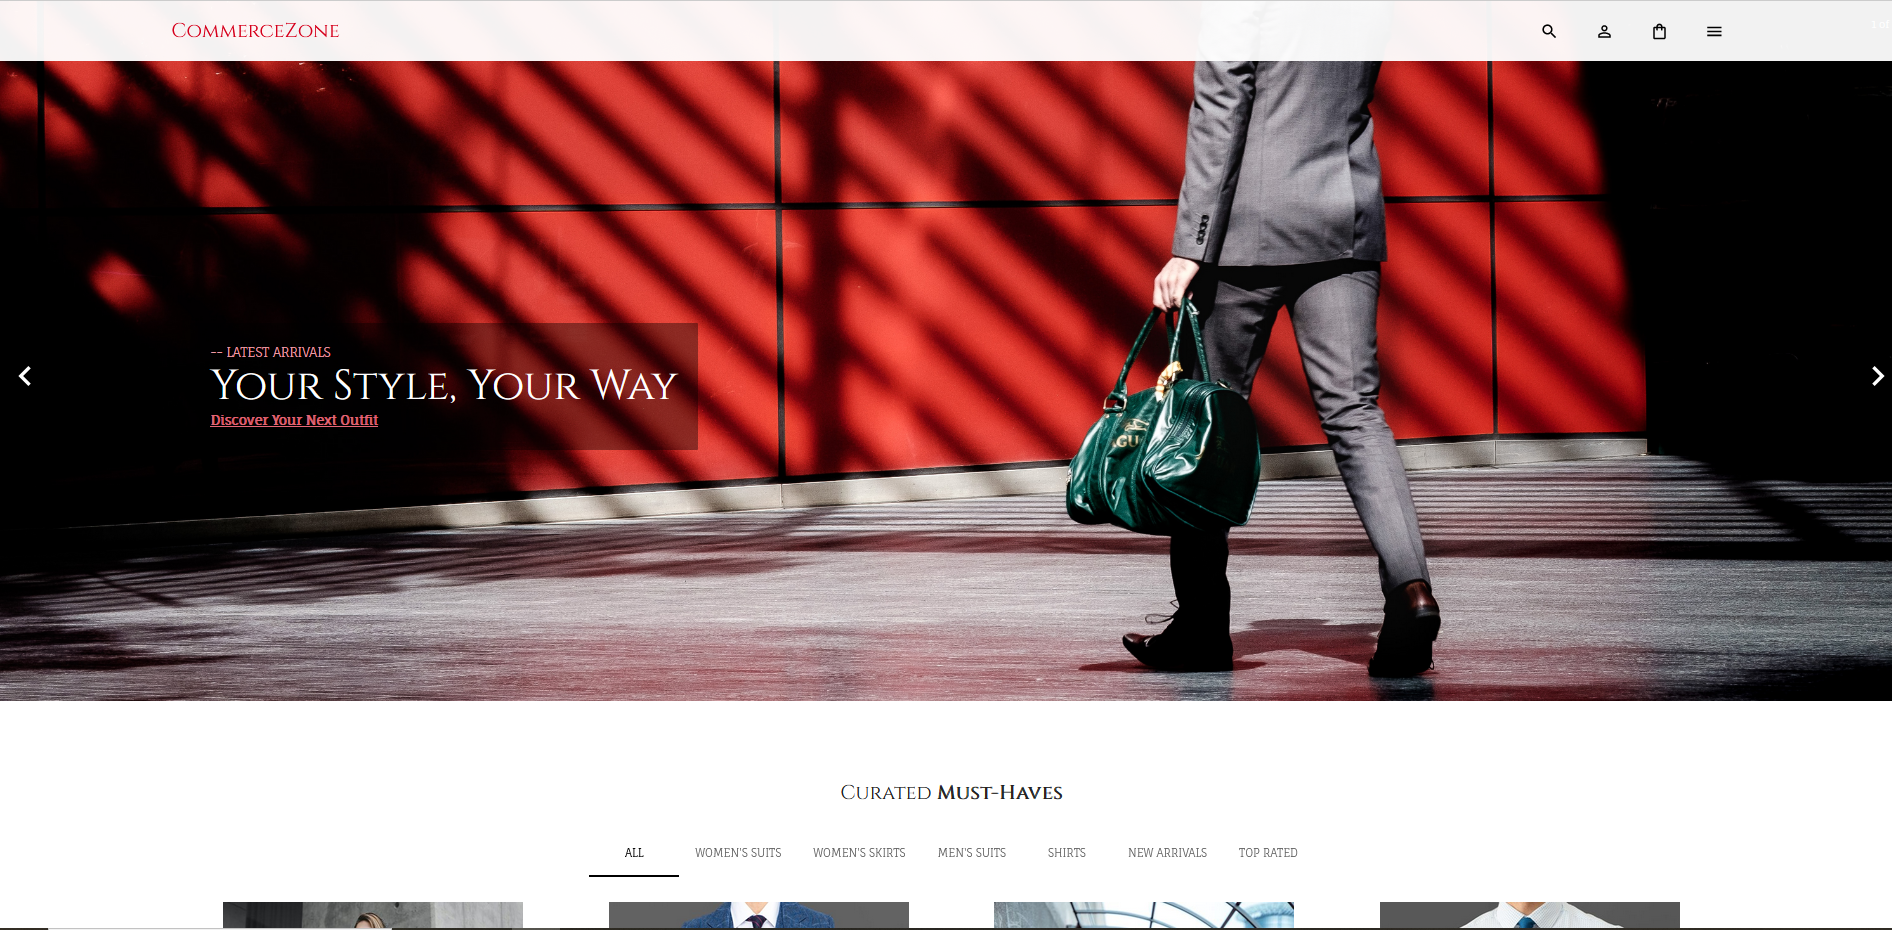 CommerceZone
-- LATEST ARRIVALS
Your Style, Your Way
Discover Your Next Outfit
Curated Must-Haves
ALL WOMEN'S SUITS WOMEN'S SKIRTS MEN'S SUITS SHIRTS NEW ARRIVALS TOP RATED